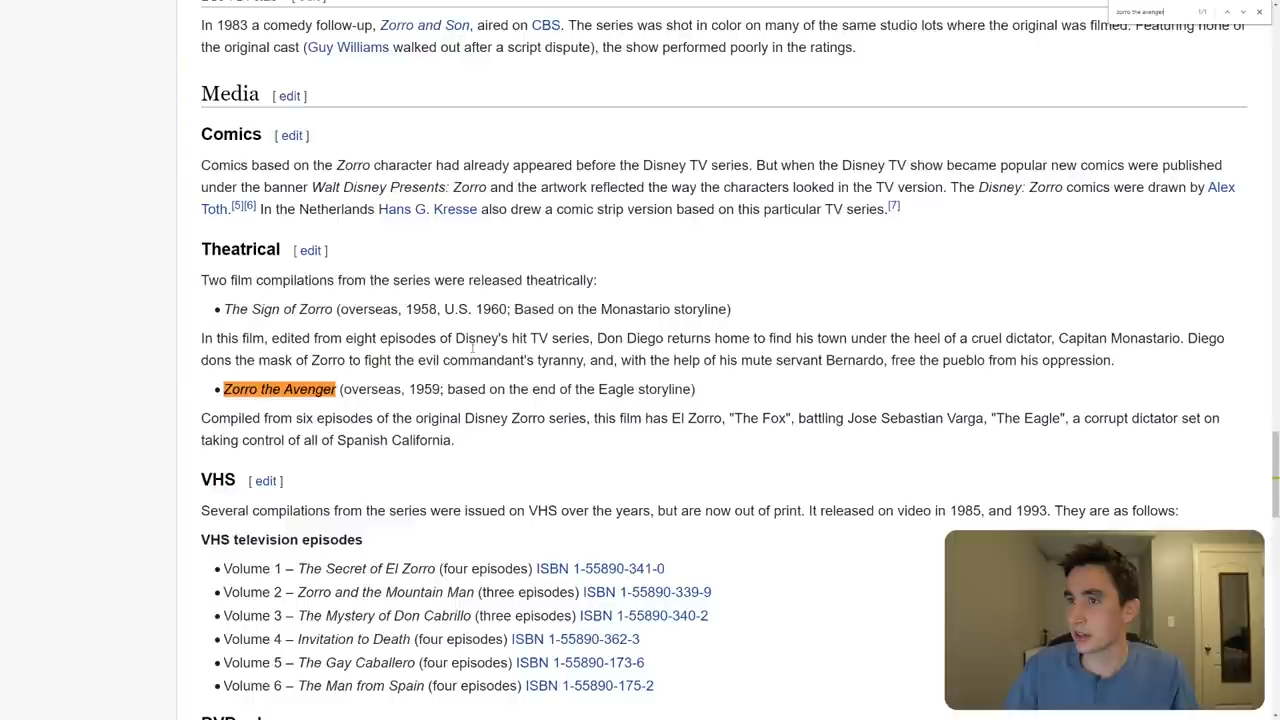 zorro the avenger 1/1
In 1983 a comedy follow-up, Zorro and Son, aired on CBS. The series was shot in color on many of the same studio lots where the original was filmed. Featuring none of
the original cast (Guy Williams walked out after a script dispute), the show performed poorly in the ratings.
Media [ edit ]
Comics [ edit ]
Comics based on the Zorro character had already appeared before the Disney TV series. But when the Disney TV show became popular new comics were published
under the banner Walt Disney Presents: Zorro and the artwork reflected the way the characters looked in the TV version. The Disney: Zorro comics were drawn by Alex
Toth.[5][6] In the Netherlands Hans G. Kresse also drew a comic strip version based on this particular TV series.[7]
Theatrical [ edit ]
Two film compilations from the series were released theatrically:
• The Sign of Zorro (overseas, 1958, U.S. 1960; Based on the Monastario storyline)
In this film, edited from eight episodes of Disney's hit TV series, Don Diego returns home to find his town under the heel of a cruel dictator, Capitan Monastario. Diego
dons the mask of Zorro to fight the evil commandant's tyranny, and, with the help of his mute servant Bernardo, free the pueblo from his oppression.
• Zorro the Avenger (overseas, 1959; based on the end of the Eagle storyline)
Compiled from six episodes of the original Disney Zorro series, this film has El Zorro, "The Fox", battling Jose Sebastian Varga, "The Eagle", a corrupt dictator set on
taking control of all of Spanish California.
VHS [ edit ]
Several compilations from the series were issued on VHS over the years, but are now out of print. It released on video in 1985, and 1993. They are as follows:
VHS television episodes
• Volume 1 – The Secret of El Zorro (four episodes) ISBN 1-55890-341-0
• Volume 2 – Zorro and the Mountain Man (three episodes) ISBN 1-55890-339-9
• Volume 3 – The Mystery of Don Cabrillo (three episodes) ISBN 1-55890-340-2
• Volume 4 – Invitation to Death (four episodes) ISBN 1-55890-362-3
• Volume 5 – The Gay Caballero (four episodes) ISBN 1-55890-173-6
• Volume 6 – The Man from Spain (four episodes) ISBN 1-55890-175-2